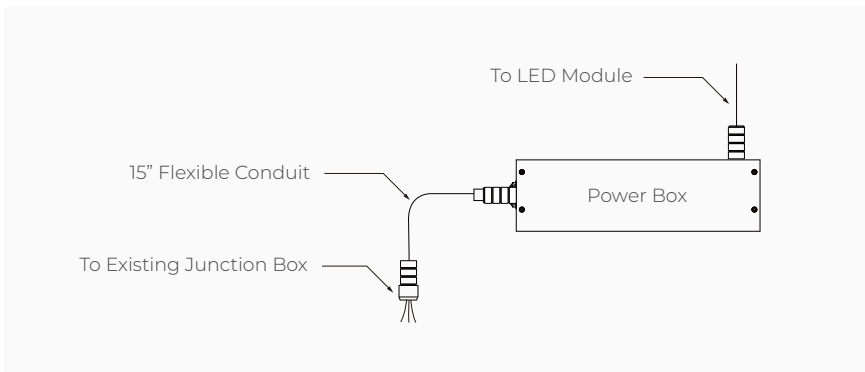 To LED Module
15” Flexible Conduit
Power Box
To Existing Junction Box